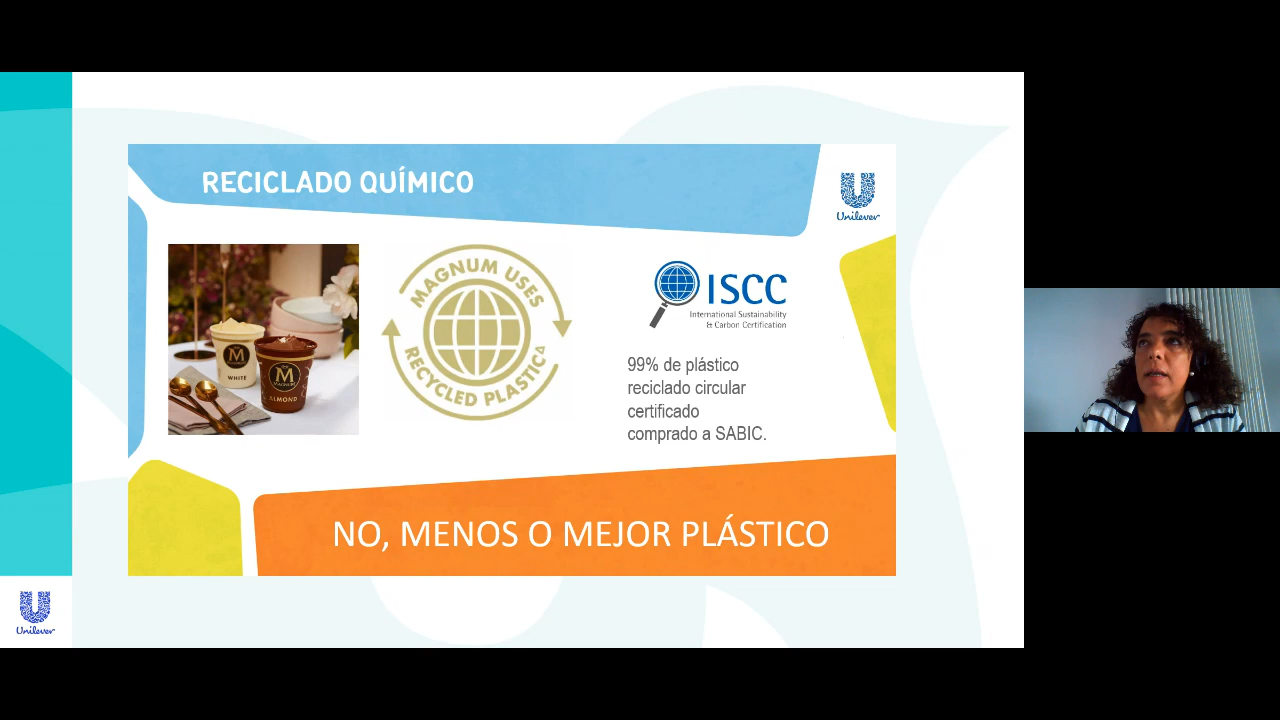 RECICLADO QUÍMICO
Unilever
MAGNUM USES
RECYCLED PLASTIC
ISCC
International Sustainability
& Carbon Certification
M
WHITE
M
MAGNUM
ALMOND
99% de plástico
reciclado circular
certificado
comprado a SABIC.
NO, MENOS O MEJOR PLÁSTICO
Unilever